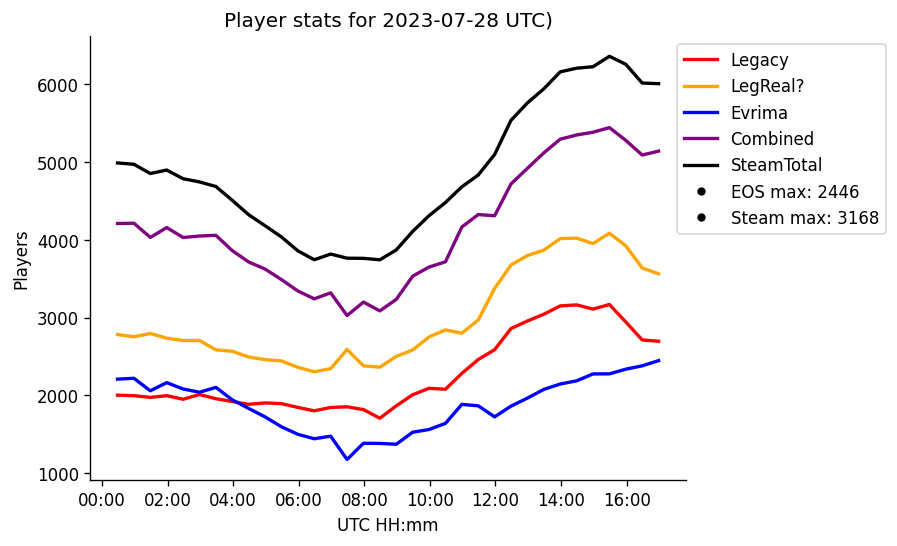 Player stats for 2023-07-28 UTC)
Legacy
LegReal?
Evrima
Combined
SteamTotal
EOS max: 2446
Steam max: 3168
Players
6000
5000
4000
3000
2000
1000
00:00 02:00 04:00 06:00 08:00 10:00 12:00 14:00 16:00
UTC HH:mm